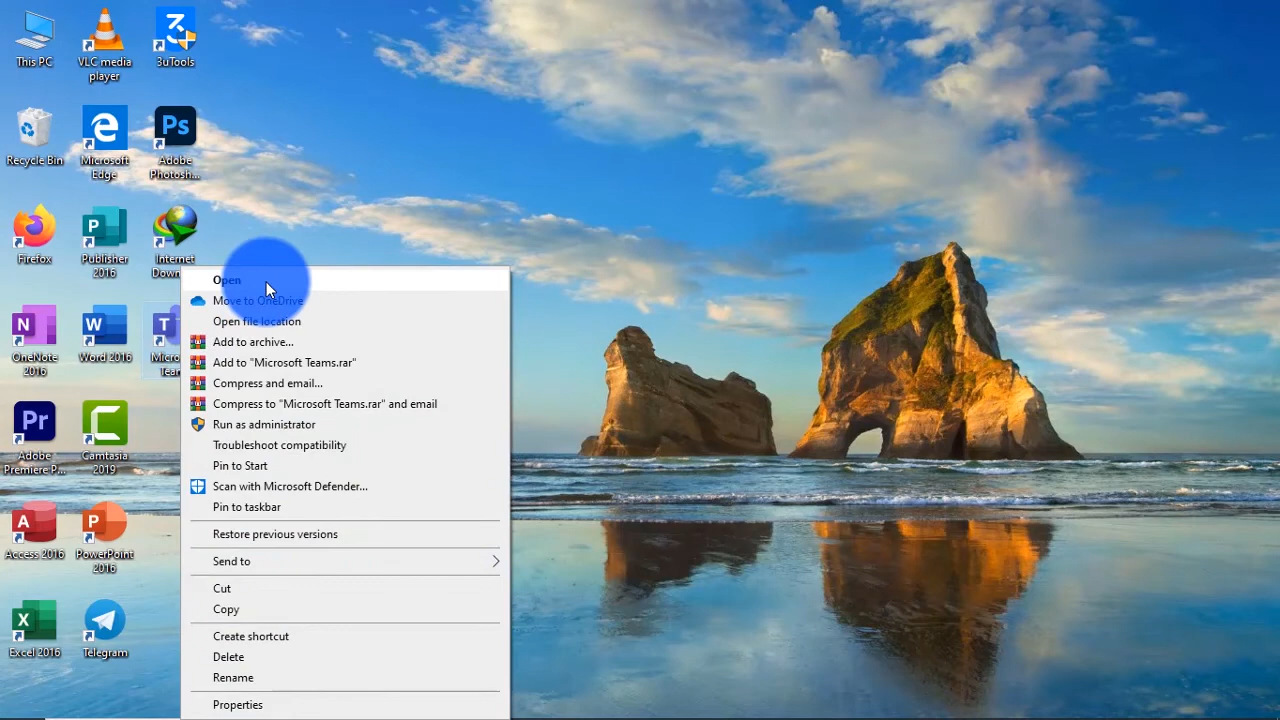 This PC
VLC media
player
3uTools
Recycle Bin
Microsoft
Edge
Ps
Adobe
Photosh...
Firefox
P
Publisher
2016
Internet
Down
N
OneNote
2016
W
Word 2016
T
Micro
Tea
Pr
Adobe
Premiere P...
Camtasia
2019
A
Access 2016
P
PowerPoint
2016
X
Excel 2016
Telegram
Open
Move to OneDrive
Open file location
Add to archive...
Add to "Microsoft Teams.rar"
Compress and email...
Compress to "Microsoft Teams.rar" and email
Run as administrator
Troubleshoot compatibility
Pin to Start
Scan with Microsoft Defender...
Pin to taskbar
Restore previous versions
Send to
Cut
Copy
Create shortcut
Delete
Rename
Properties